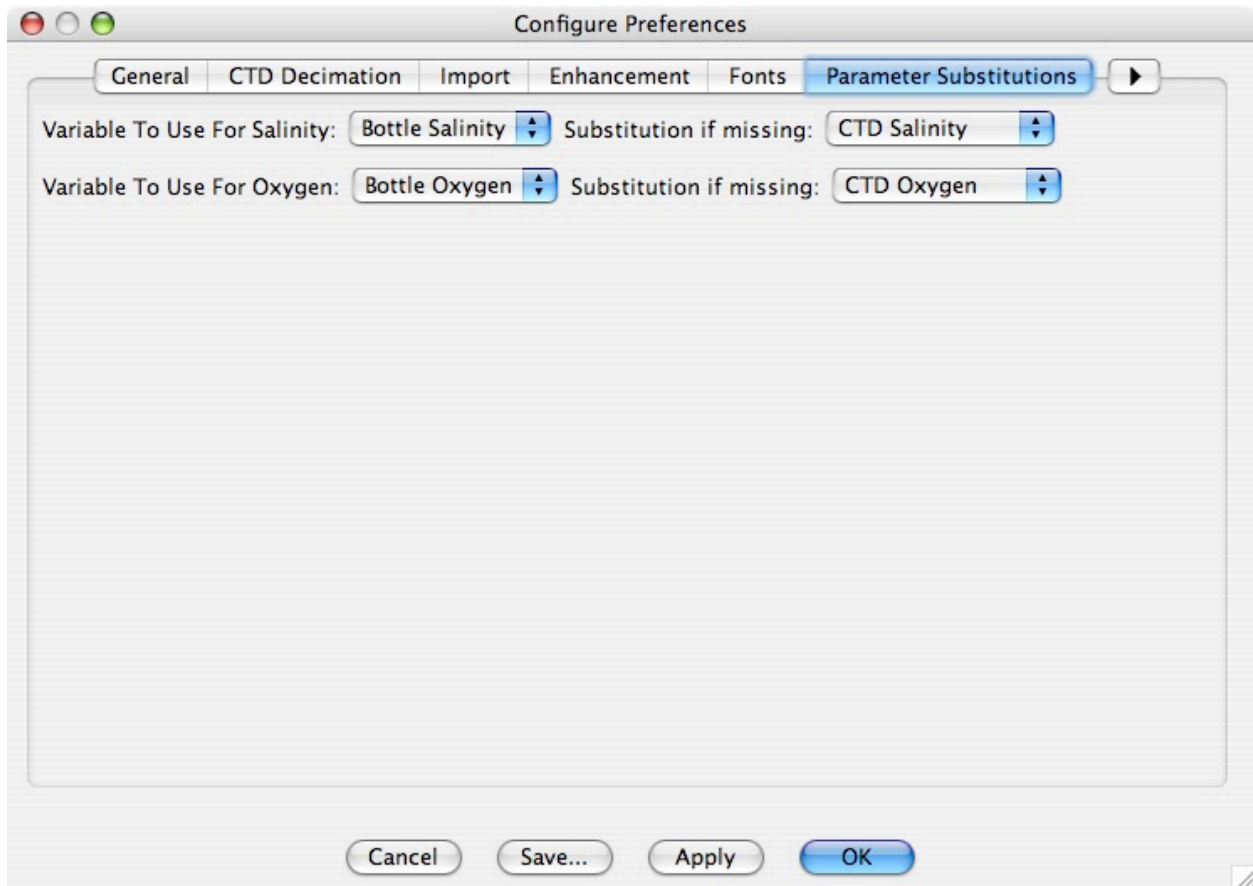 Configure Preferences
General CTD Decimation Import Enhancement Fonts Parameter Substitutions
Variable To Use For Salinity: Bottle Salinity Substitution if missing: CTD Salinity
Variable To Use For Oxygen: Bottle Oxygen Substitution if missing: CTD Oxygen
Cancel Save... Apply OK